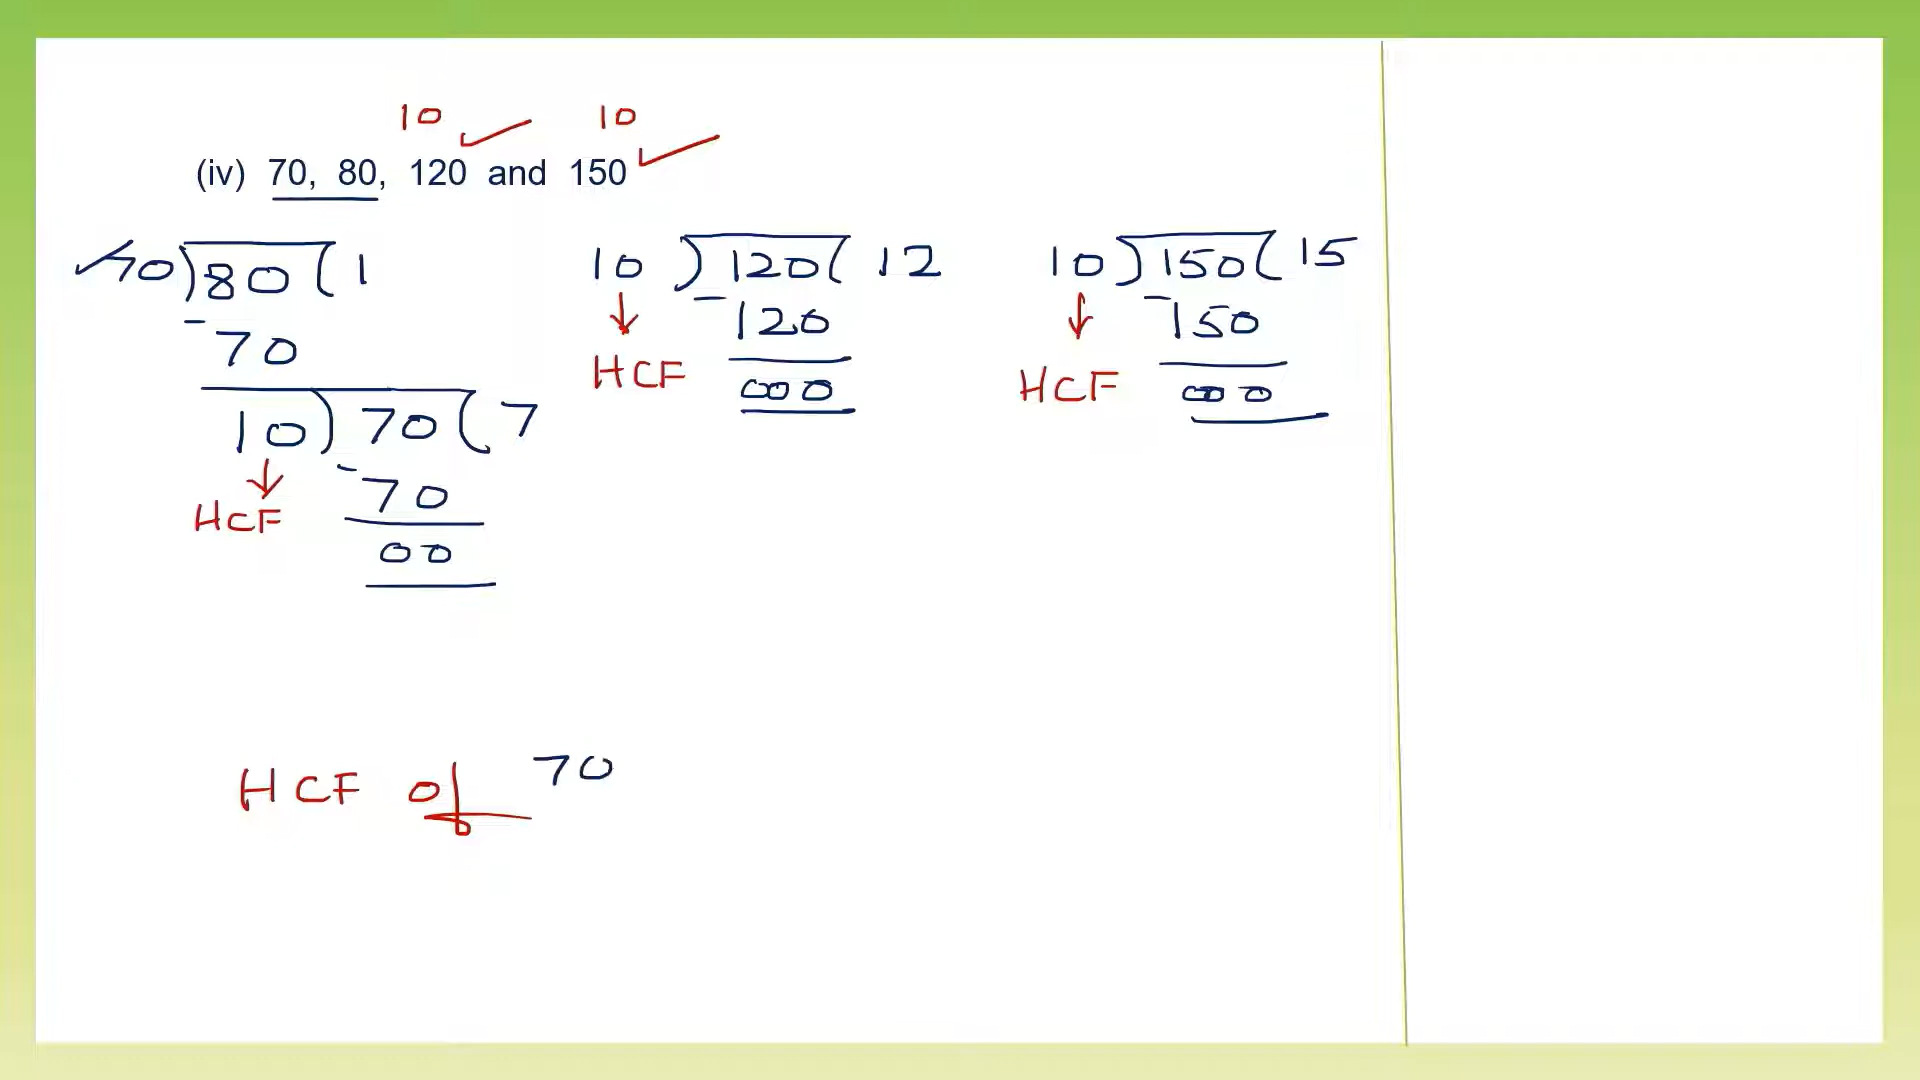 10 10
(iv) 70, 80, 120 and 150
70)80(1
-70
10)70(7
HCF
-70
00
10)120(12
-120
HCF
000
10)150(15
-150
HCF
000
HCF of 70